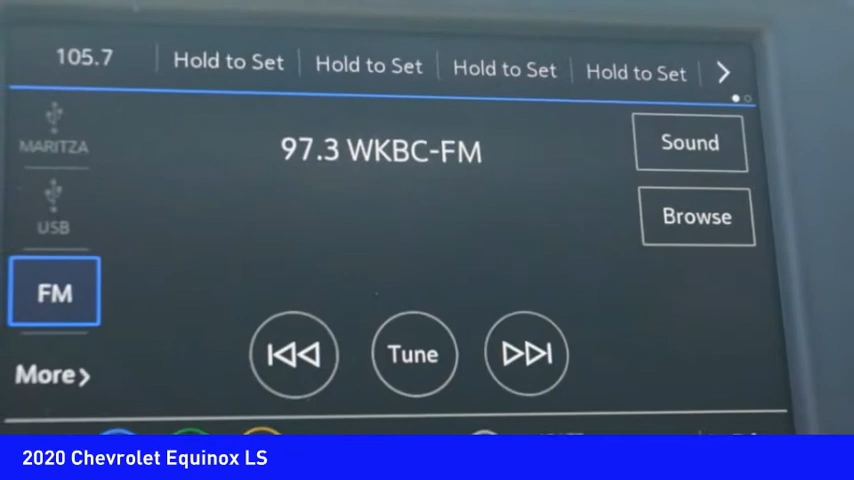 105.7 Hold to Set Hold to Set Hold to Set Hold to Set
MARITZA
97.3 WKBC-FM
Sound
USB
Browse
FM
Tune
More
2020 Chevrolet Equinox LS